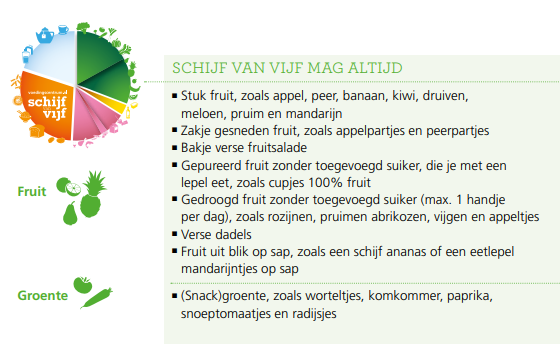 voedingscentrum.nl
schijf
vijf
SCHIJF VAN VIJF MAG ALTIJD
Fruit
▪ Stuk fruit, zoals appel, peer, banaan, kiwi, druiven,
meloen, pruim en mandarijn
▪ Zakje gesneden fruit, zoals appelpartjes en peerpartjes
▪ Bakje verse fruitsalade
▪ Gepureerd fruit zonder toegevoegd suiker, die je met een
lepel eet, zoals cupjes 100% fruit
▪ Gedroogd fruit zonder toegevoegd suiker (max. 1 handje
per dag), zoals rozijnen, pruimen abrikozen, vijgen en appeltjes
▪ Verse dadels
▪ Fruit uit blik op sap, zoals een schijf ananas of een eetlepel
mandarijntjes op sap
Groente
▪ (Snack)groente, zoals worteltjes, komkommer, paprika,
snoeptomaatjes en radijsjes